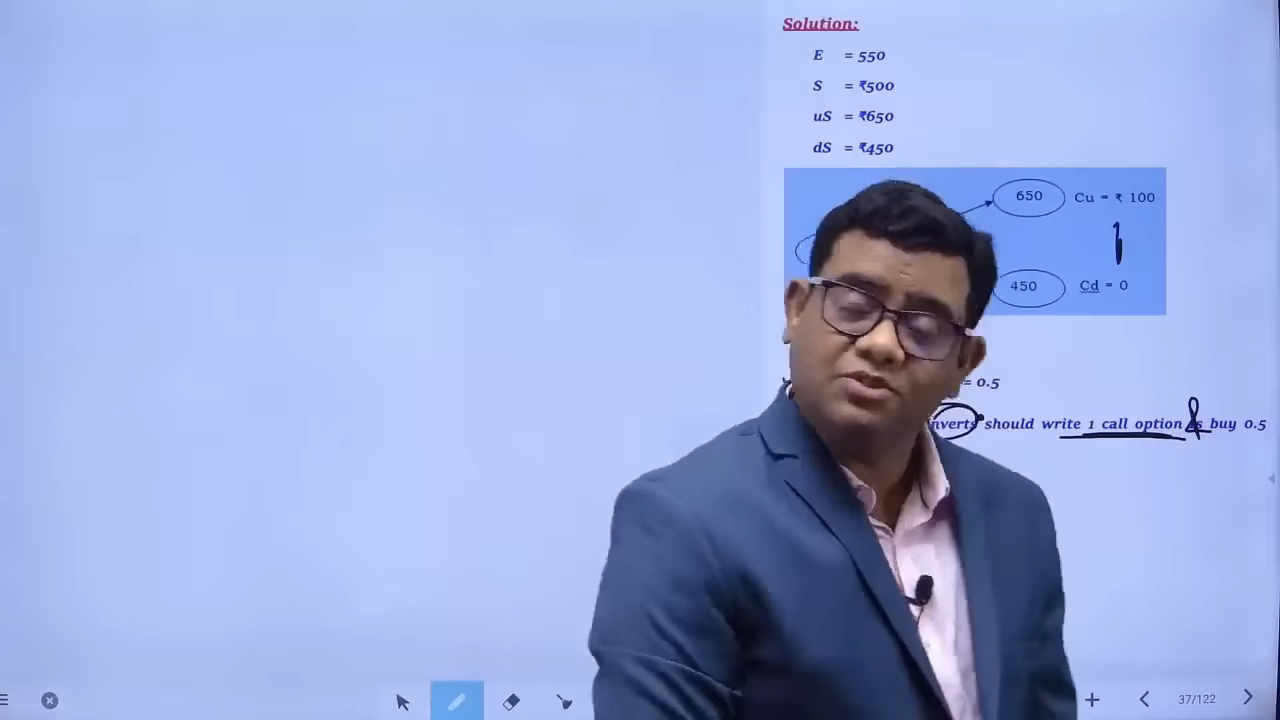 Solution:
E = 550
S = ₹500
uS = ₹650
dS = ₹450
650 Cu = ₹ 100
450 Cd = 0
= 0.5
should write 1 call option & buy 0.5
37/122